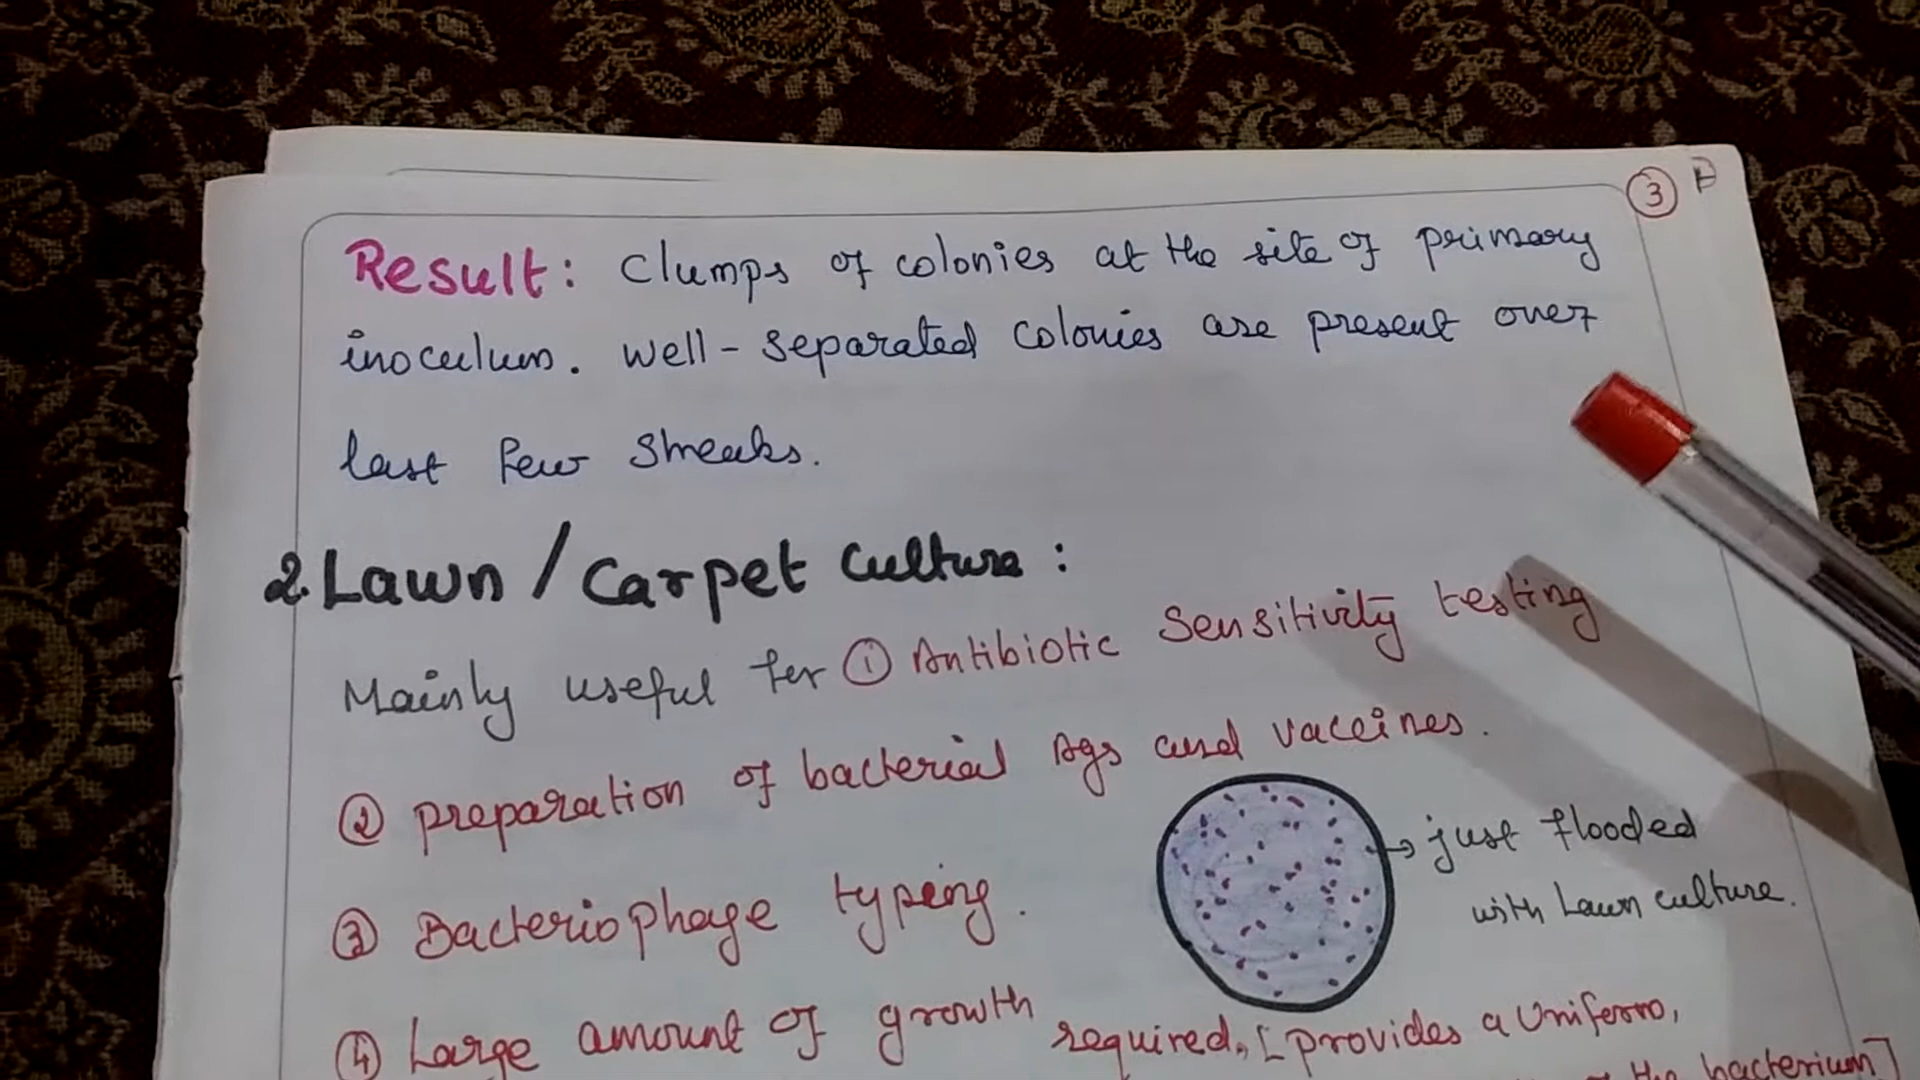 3
Result: Clumps of colonies at the site of primary
inoculum. Well-separated colonies are present over
last few streaks.
2. Lawn / Carpet Culture:
Mainly useful for ① Antibiotic Sensitivity testing
② preparation of bacterial Ags and vaccines.
③ Bacteriophage typing.
→ just flooded
with Lawn culture.
④ Large amount of growth required, [provides a Uniform,
the bacterium]